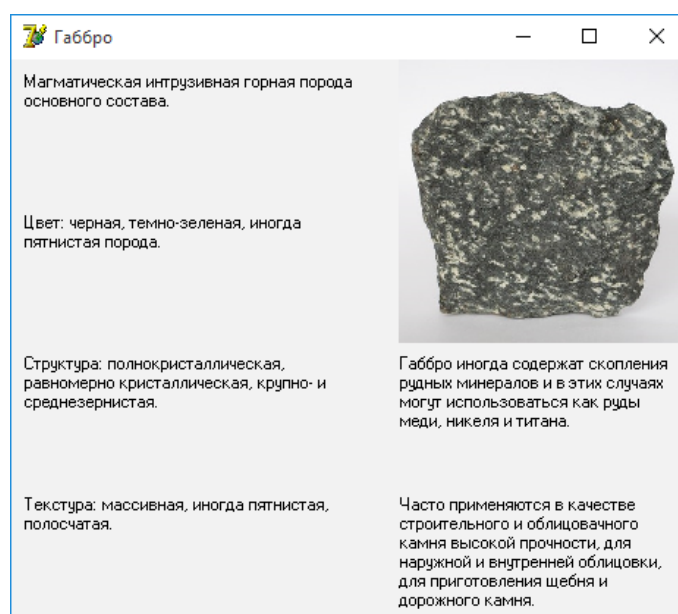 Габбро
Магматическая интрузивная горная порода
основного состава.
Цвет: черная, темно-зеленая, иногда
пятнистая порода.
Структура: полнокристаллическая,
равномерно кристаллическая, крупно- и
среднезернистая.
Текстура: массивная, иногда пятнистая,
полосчатая.
Габбро иногда содержат скопления
рудных минералов и в этих случаях
могут использоваться как руды
меди, никеля и титана.
Часто применяются в качестве
строительного и облицовачного
камня высокой прочности, для
наружной и внутренней облицовки,
для приготовления щебня и
дорожного камня.